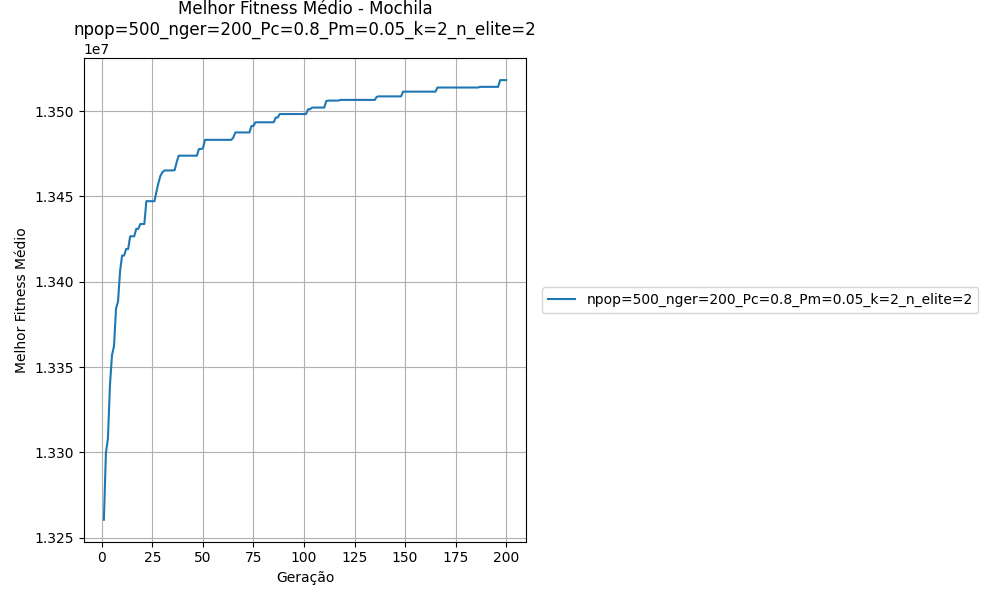 Melhor Fitness Médio - Mochila
npop=500_nger=200_Pc=0.8_Pm=0.05_k=2_n_elite=2
1e7
1.350
1.345
1.340
1.335
1.330
1.325
Melhor Fitness Médio
0 25 50 75 100 125 150 175 200
Geração
npop=500_nger=200_Pc=0.8_Pm=0.05_k=2_n_elite=2